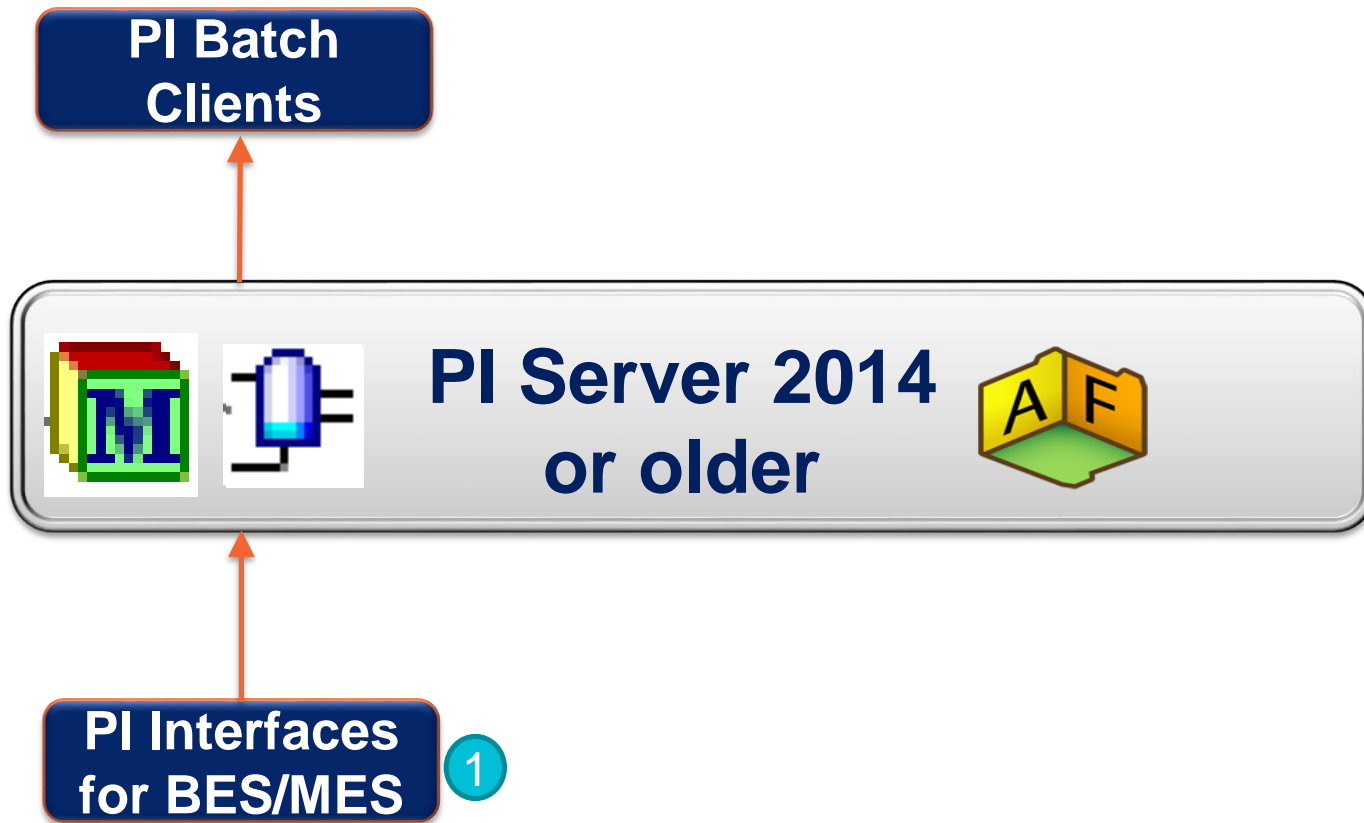 PI Batch
Clients
M
PI Server 2014
or older
A F
PI Interfaces
for BES/MES
1